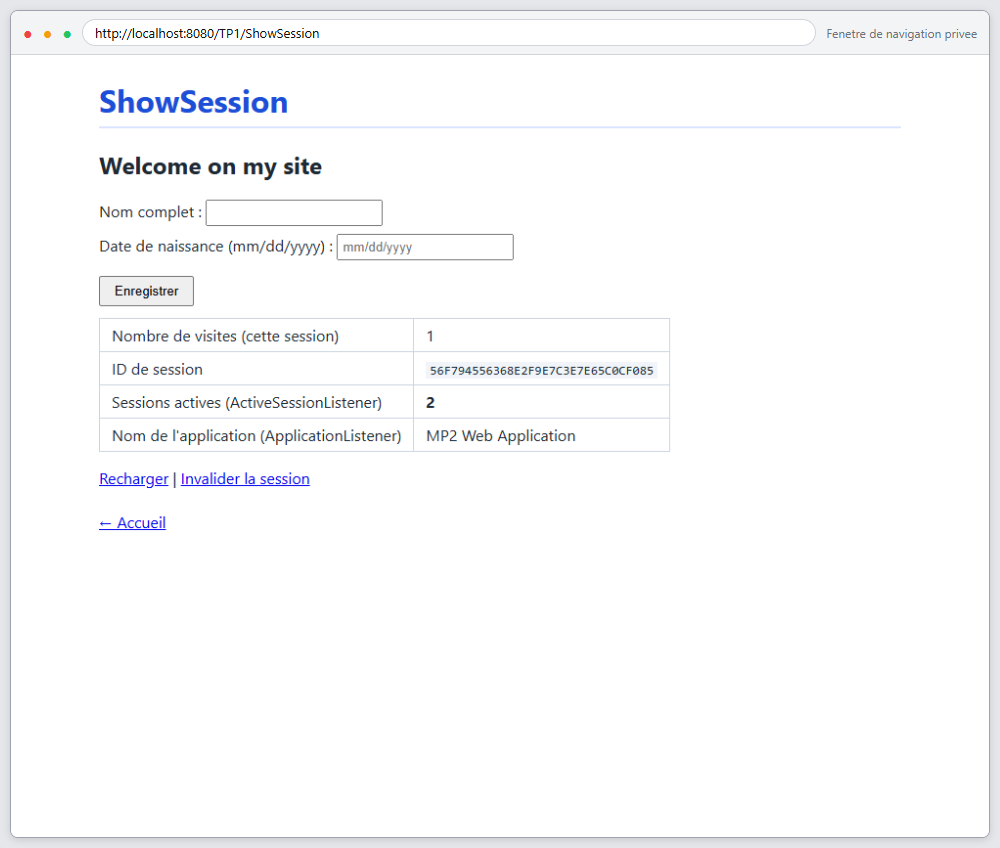 http://localhost:8080/TP1/ShowSession Fenetre de navigation privee
ShowSession
Welcome on my site
Nom complet :
Date de naissance (mm/dd/yyyy) : mm/dd/yyyy
Enregistrer
Nombre de visites (cette session) 1
ID de session 56F794556368E2F9E7C3E7E65C0CF085
Sessions actives (ActiveSessionListener) 2
Nom de l'application (ApplicationListener) MP2 Web Application
Recharger | Invalider la session
← Accueil